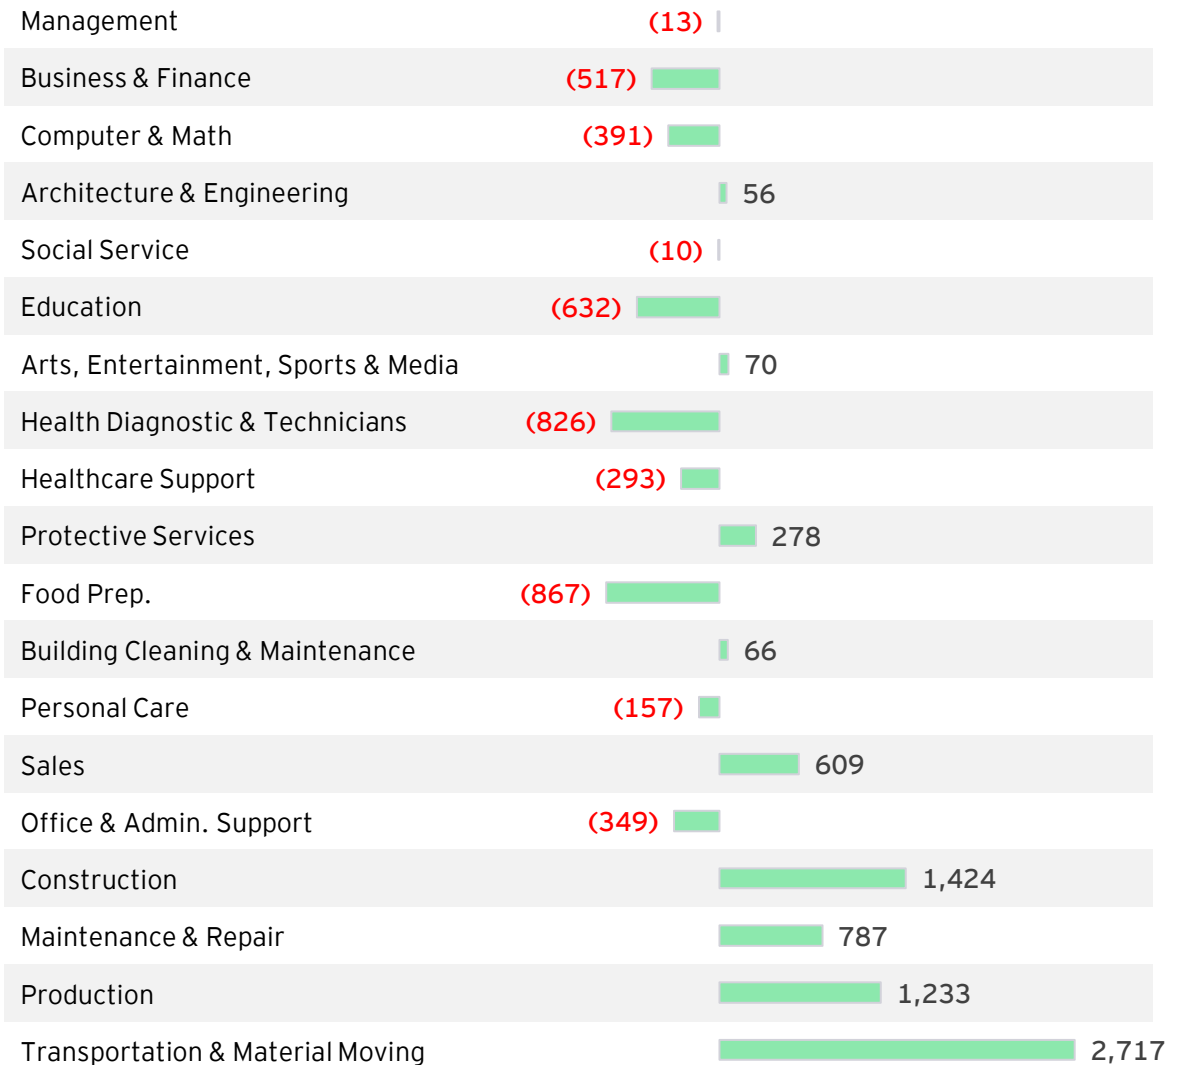 Management (13)
Business & Finance (517)
Computer & Math (391)
Architecture & Engineering 56
Social Service (10)
Education (632)
Arts, Entertainment, Sports & Media 70
Health Diagnostic & Technicians (826)
Healthcare Support (293)
Protective Services 278
Food Prep. (867)
Building Cleaning & Maintenance 66
Personal Care (157)
Sales 609
Office & Admin. Support (349)
Construction 1,424
Maintenance & Repair 787
Production 1,233
Transportation & Material Moving 2,717